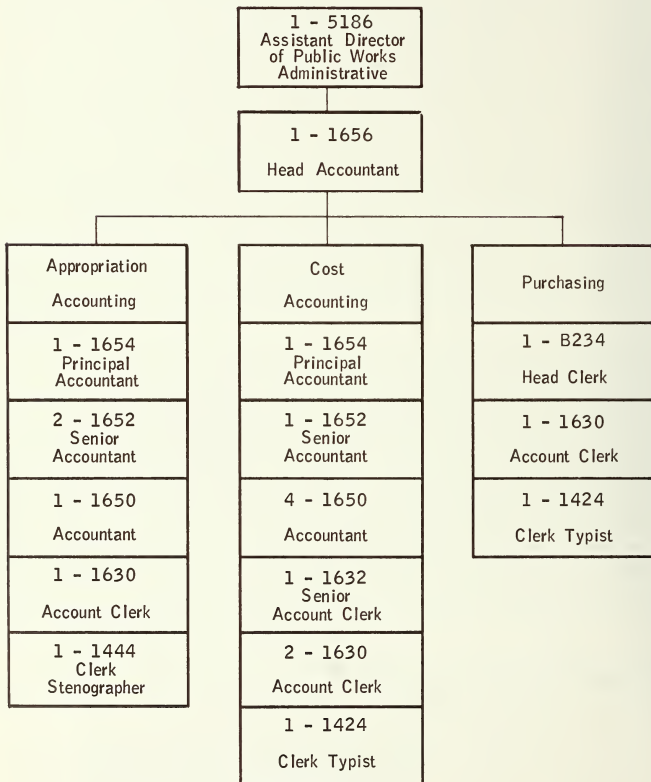 1 - 5186
Assistant Director
of Public Works
Administrative
1 - 1656
Head Accountant
Appropriation
Accounting
1 - 1654
Principal
Accountant
2 - 1652
Senior
Accountant
1 - 1650
Accountant
1 - 1630
Account Clerk
1 - 1444
Clerk
Stenographer
Cost
Accounting
1 - 1654
Principal
Accountant
1 - 1652
Senior
Accountant
4 - 1650
Accountant
1 - 1632
Senior
Account Clerk
2 - 1630
Account Clerk
1 - 1424
Clerk Typist
Purchasing
1 - B234
Head Clerk
1 - 1630
Account Clerk
1 - 1424
Clerk Typist